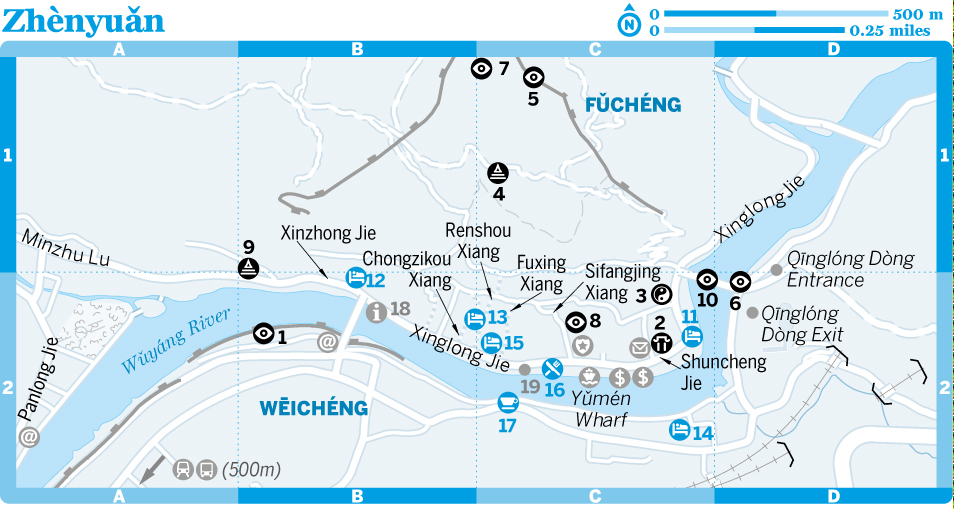 Zhènyuǎn
N
0
500 m
0
0.25 miles
A
B
C
D
1
1
7
5
FǓCHÉNG
4
Xinglong Jie
Minzhu Lu
9
Xinzhong Jie
Renshou
Xiang
Chongzikou
Xiang
Fuxing
Xiang
Sifangjing
Xiang
Qīnglóng Dòng
Entrance
12
3
10
6
18
13
8
2
11
Qīnglóng
Dòng Exit
Wǔyáng River
1
@
Xinglong Jie
15
Shuncheng
Jie
Panlong Jie
2
2
19
16
$
$
Yǔmén
Wharf
WĒICHÉNG
17
14
@
i
(500m)
A
B
C
D